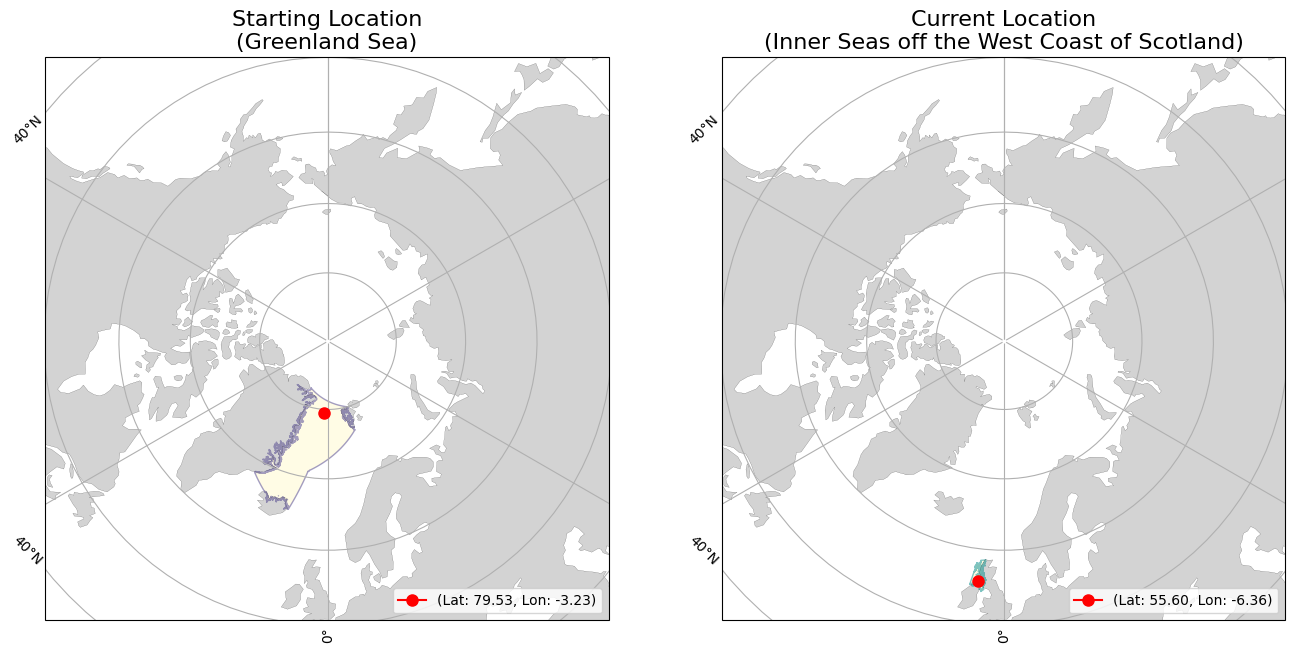 Starting Location
(Greenland Sea)
40°N
40°N
0°
(Lat: 79.53, Lon: -3.23)
Current Location
(Inner Seas off the West Coast of Scotland)
40°N
40°N
0°
(Lat: 55.60, Lon: -6.36)